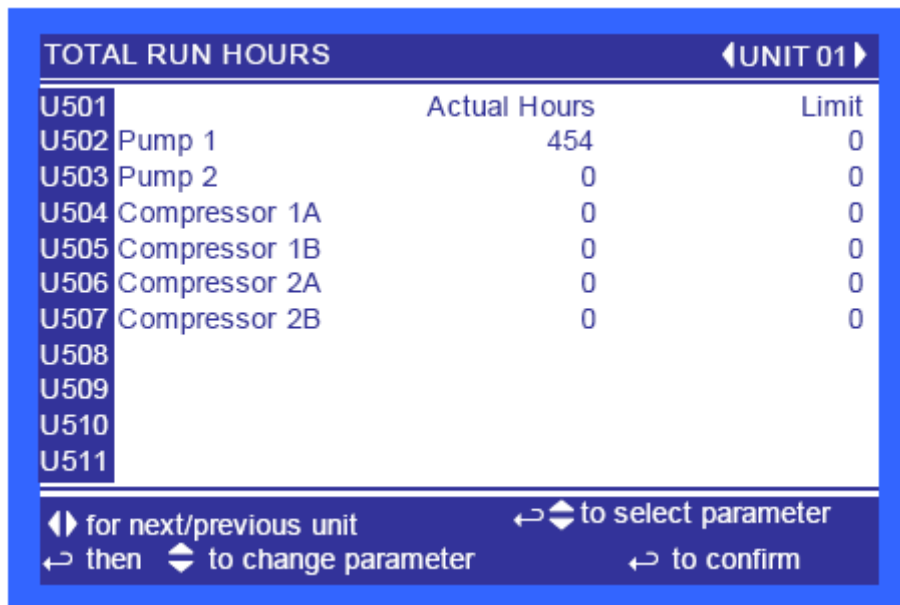 TOTAL RUN HOURS UNIT 01
U501 Actual Hours Limit
U502 Pump 1 454 0
U503 Pump 2 0 0
U504 Compressor 1A 0 0
U505 Compressor 1B 0 0
U506 Compressor 2A 0 0
U507 Compressor 2B 0 0
U508
U509
U510
U511
for next/previous unit to select parameter
then to change parameter to confirm